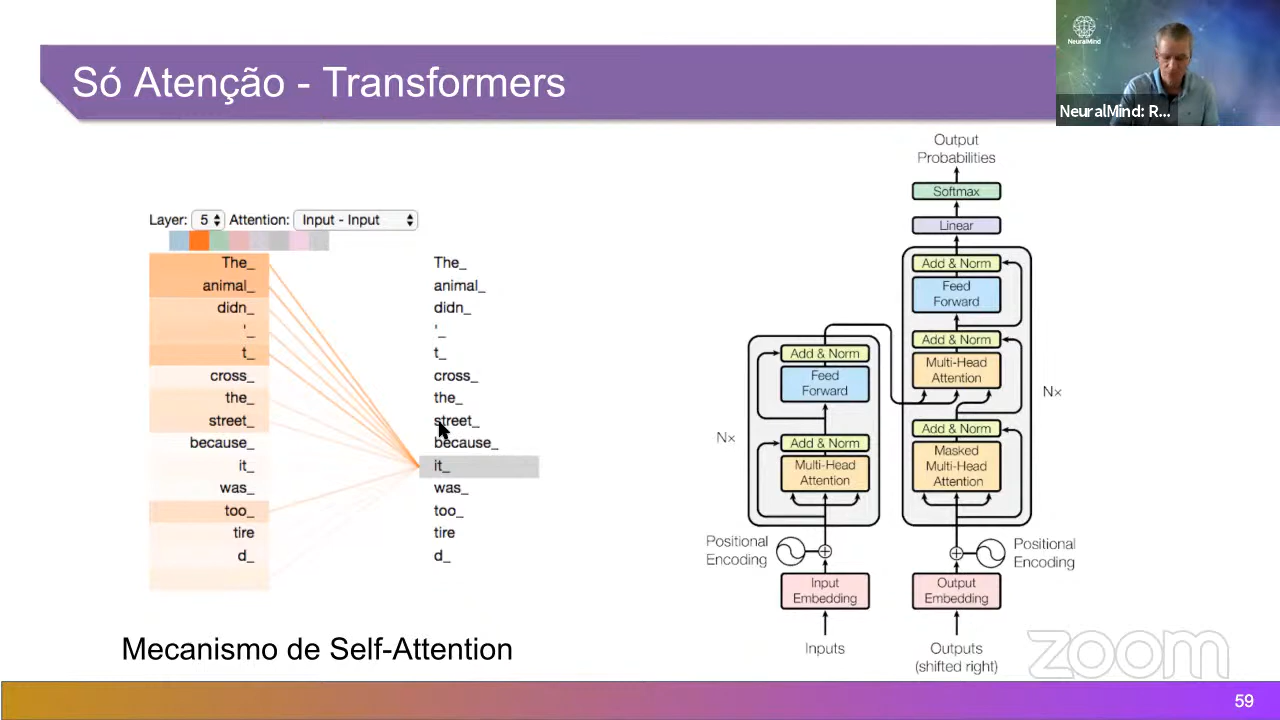 Só Atenção - Transformers
NeuralMind
NeuralMind: R...
Layer: 5 Attention: Input - Input
The_
animal_
didn_
'_
t_
cross_
the_
street_
because_
it_
was_
too_
tire
d_
The_
animal_
didn_
'_
t_
cross_
the_
street_
because_
it_
was_
too_
tire
d_
Mecanismo de Self-Attention
Output
Probabilities
Softmax
Linear
Add & Norm
Feed
Forward
Add & Norm
Multi-Head
Attention
Add & Norm
Masked
Multi-Head
Attention
N×
Add & Norm
Feed
Forward
Add & Norm
Multi-Head
Attention
N×
Positional
Encoding
Positional
Encoding
Input
Embedding
Output
Embedding
Inputs
Outputs
(shifted right)
zoom
59